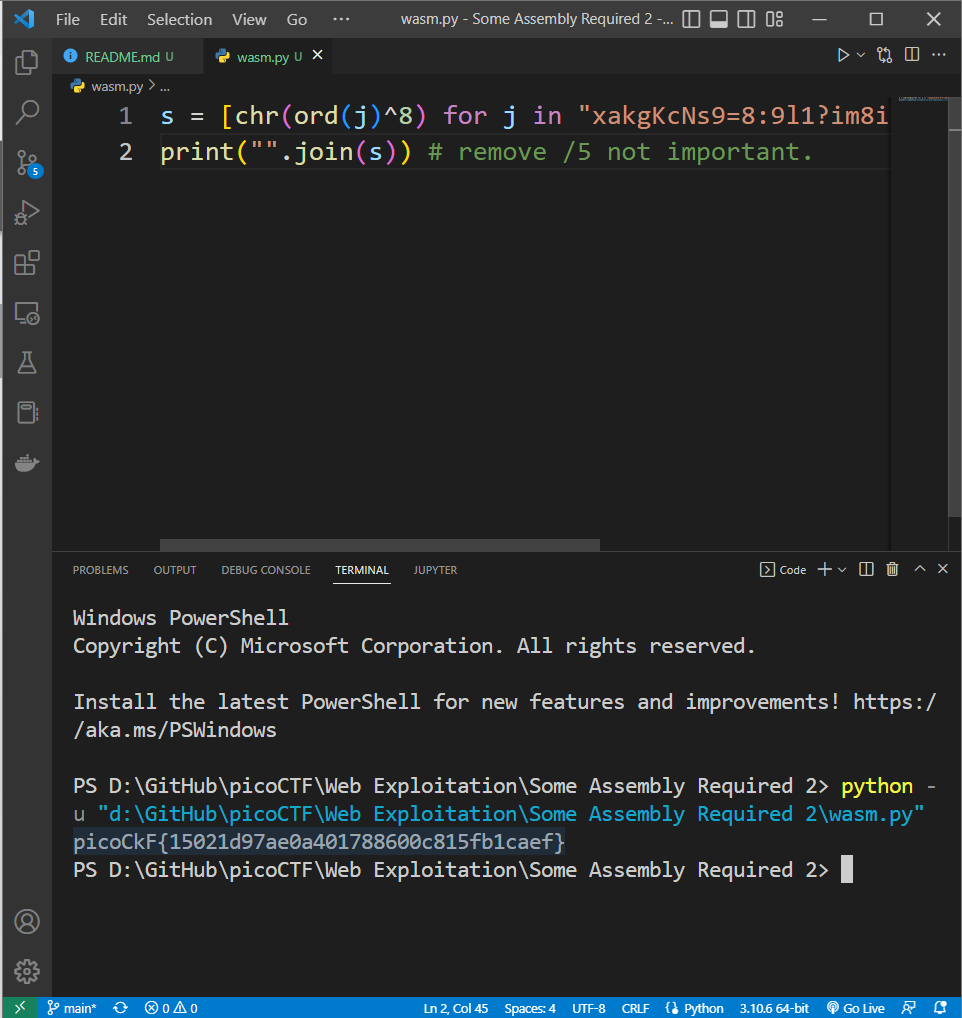 File Edit Selection View Go ··· wasm.py - Some Assembly Required 2 -...
README.md U wasm.py U
wasm.py > ...
1 s = [chr(ord(j)^8) for j in "xakgKcNs9=8:9l1?im8i
2 print("".join(s)) # remove /5 not important.
5
PROBLEMS OUTPUT DEBUG CONSOLE TERMINAL JUPYTER Code
Windows PowerShell
Copyright (C) Microsoft Corporation. All rights reserved.
Install the latest PowerShell for new features and improvements! https:/
/aka.ms/PSWindows
PS D:\GitHub\picoCTF\Web Exploitation\Some Assembly Required 2> python -
u "d:\GitHub\picoCTF\Web Exploitation\Some Assembly Required 2\wasm.py"
picoCkF{15021d97ae0a401788600c815fb1caef}
PS D:\GitHub\picoCTF\Web Exploitation\Some Assembly Required 2>
main* 0 0 Ln 2, Col 45 Spaces: 4 UTF-8 CRLF Python 3.10.6 64-bit Go Live